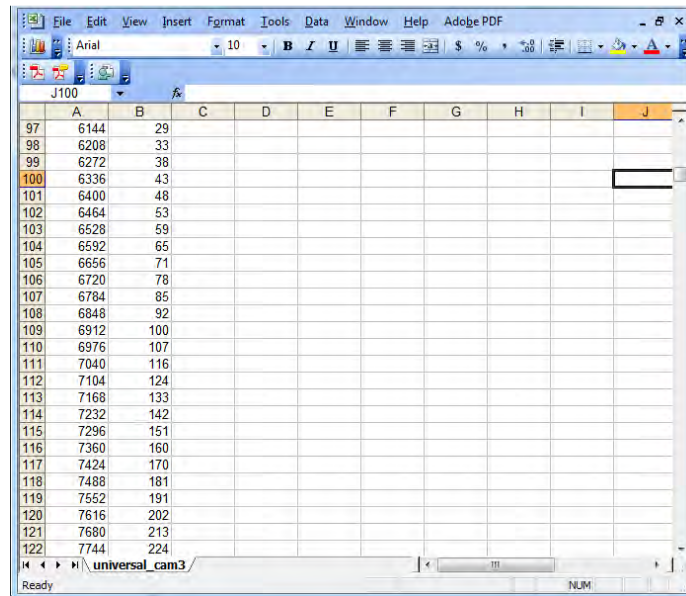 File Edit View Insert Format Tools Data Window Help Adobe PDF
Arial 10 B I U $ % ,
J100 fx
A B C D E F G H I J
97 6144 29
98 6208 33
99 6272 38
100 6336 43
101 6400 48
102 6464 53
103 6528 59
104 6592 65
105 6656 71
106 6720 78
107 6784 85
108 6848 92
109 6912 100
110 6976 107
111 7040 116
112 7104 124
113 7168 133
114 7232 142
115 7296 151
116 7360 160
117 7424 170
118 7488 181
119 7552 191
120 7616 202
121 7680 213
122 7744 224
universal_cam3
Ready NUM